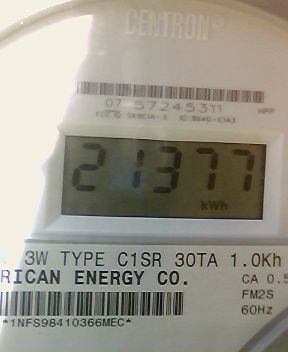 CENTRON
07 57245311
21377
kWh
3W TYPE C1SR 30TA 1.0Kh
RICAN ENERGY CO.
CA 0.5
FM2S
60Hz
*1NFS98410366MEC*